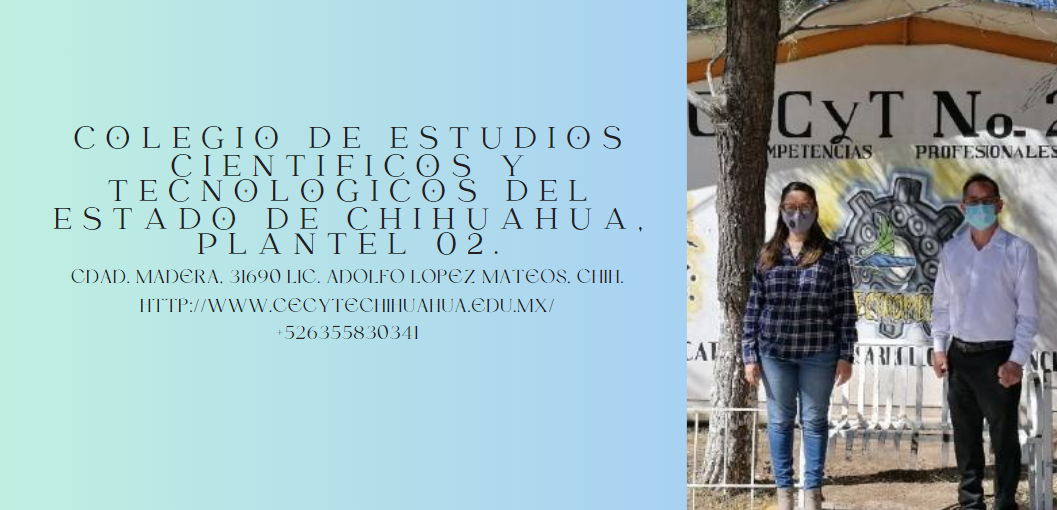 COLEGIO DE ESTUDIOS
CIENTIFICOS Y
TECNOLOGICOS DEL
ESTADO DE CHIHUAHUA,
PLANTEL 02.
CDAD. MADERA, 31690 LIC. ADOLFO LOPEZ MATEOS, CHIH.
HTTP://WWW.CECYTECHIHUAHUA.EDU.MX/
+526355830341
CyT No. 2
MPETENCIAS PROFESIONALES